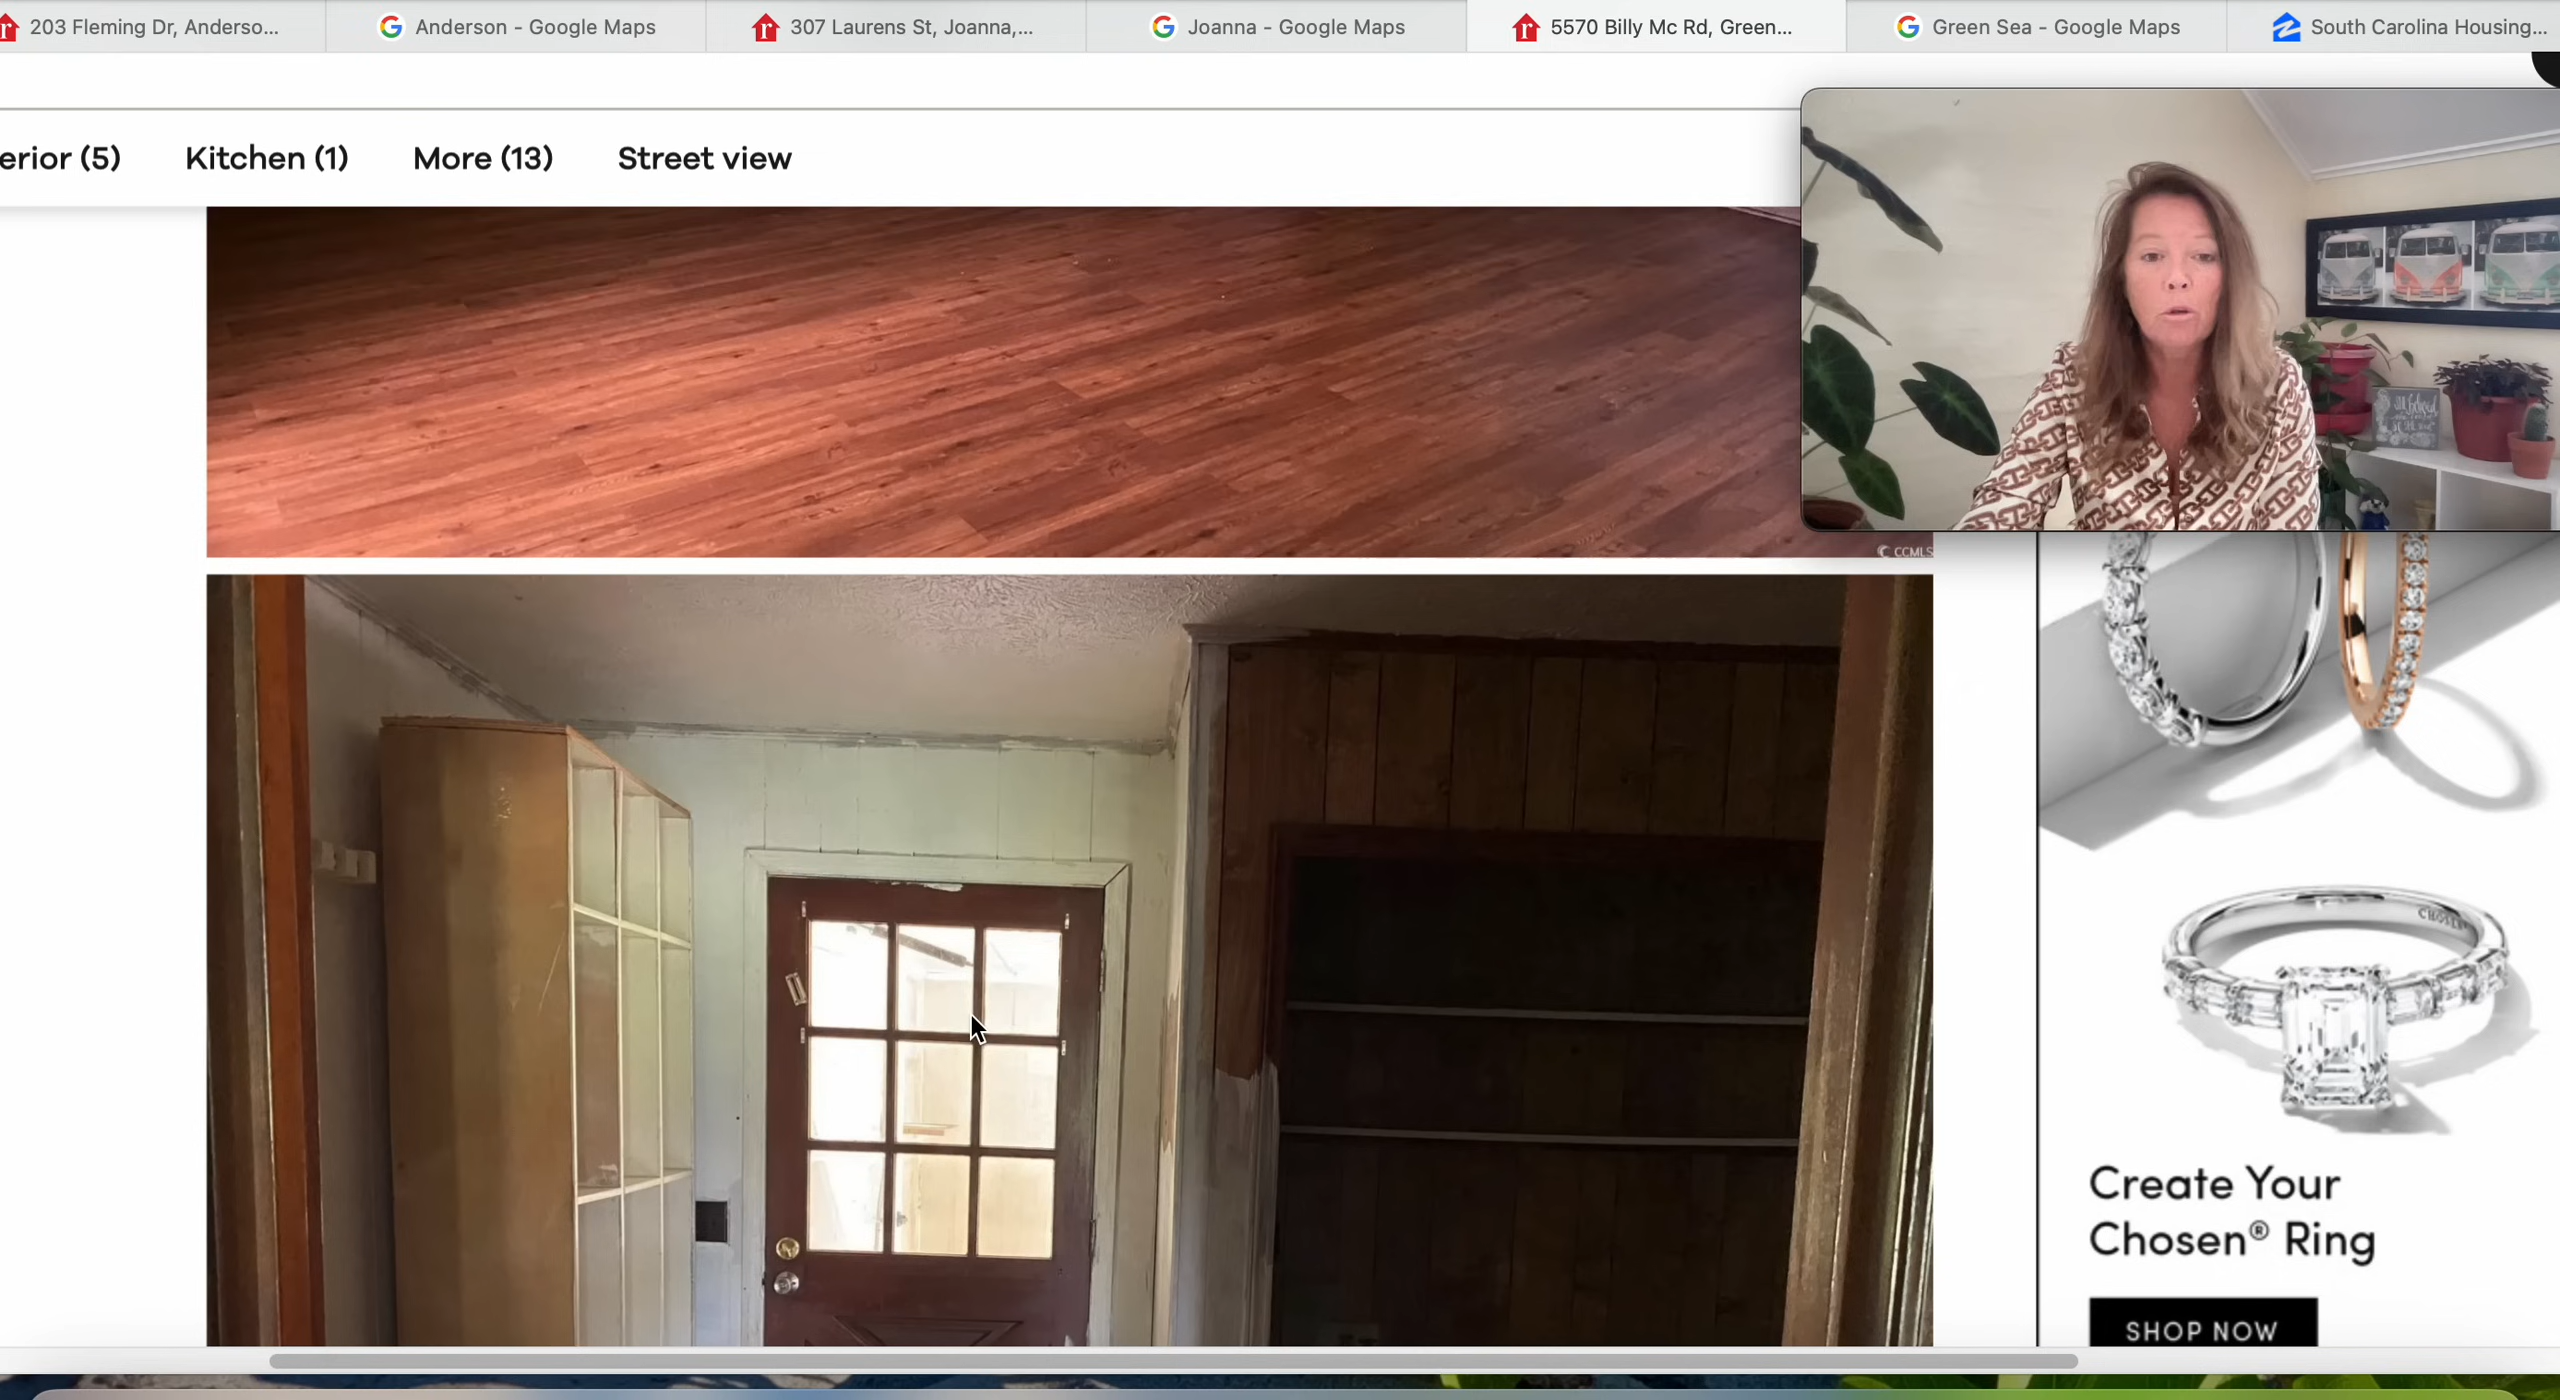 203 Fleming Dr, Anderso...
Anderson - Google Maps
307 Laurens St, Joanna,...
Joanna - Google Maps
5570 Billy Mc Rd, Green...
Green Sea - Google Maps
South Carolina Housing...
erior (5)
Kitchen (1)
More (13)
Street view
CCMLS
CHOSEN
Create Your
Chosen® Ring
SHOP NOW